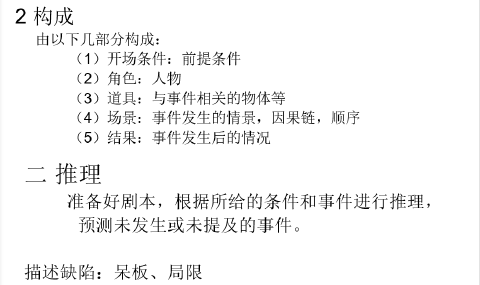 2 构成
由以下几部分构成：
（1）开场条件：前提条件
（2）角色：人物
（3）道具：与事件相关的物体等
（4）场景：事件发生的情景，因果链，顺序
（5）结果：事件发生后的情况
二 推理
准备好剧本，根据所给的条件和事件进行推理，
预测未发生或未提及的事件。
描述缺陷：呆板、局限